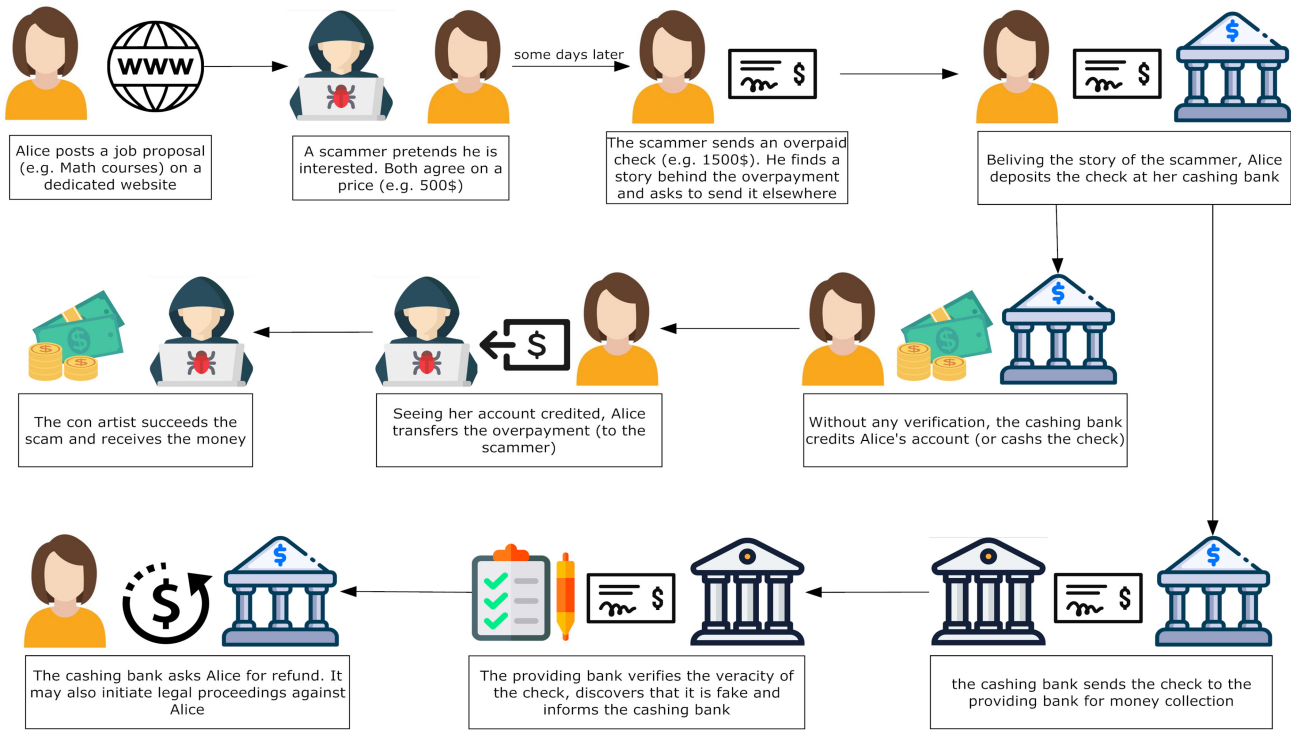 WWW
some days later
$
$
$
Alice posts a job proposal
(e.g. Math courses) on a
dedicated website
A scammer pretends he is
interested. Both agree on a
price (e.g. 500$)
The scammer sends an overpaid
check (e.g. 1500$). He finds a
story behind the overpayment
and asks to send it elsewhere
Beliving the story of the scammer, Alice
deposits the check at her cashing bank
$
$
$
$
$
$
The con artist succeeds the
scam and receives the money
Seeing her account credited, Alice
transfers the overpayment (to the
scammer)
Without any verification, the cashing bank
credits Alice's account (or cashs the check)
$
$
$
$
$
The cashing bank asks Alice for refund. It
may also initiate legal proceedings against
Alice
The providing bank verifies the veracity of
the check, discovers that it is fake and
informs the cashing bank
the cashing bank sends the check to the
providing bank for money collection